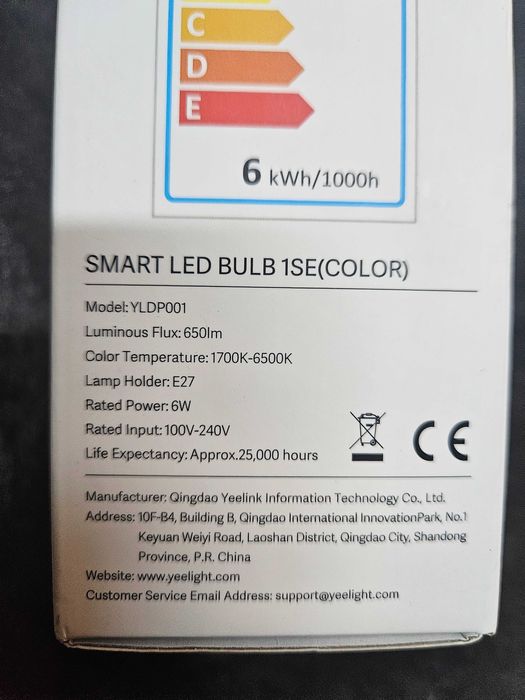 C
D
E
6 kWh/1000h
SMART LED BULB 1SE(COLOR)
Model: YLDP001
Luminous Flux: 650lm
Color Temperature: 1700K-6500K
Lamp Holder: E27
Rated Power: 6W
Rated Input: 100V-240V
Life Expectancy: Approx.25,000 hours
CE
Manufacturer: Qingdao Yeelink Information Technology Co., Ltd.
Address: 10F-B4, Building B, Qingdao International InnovationPark, No.1
Keyuan Weiyi Road, Laoshan District, Qingdao City, Shandong
Province, P.R. China
Website: www.yeelight.com
Customer Service Email Address: support@yeelight.com